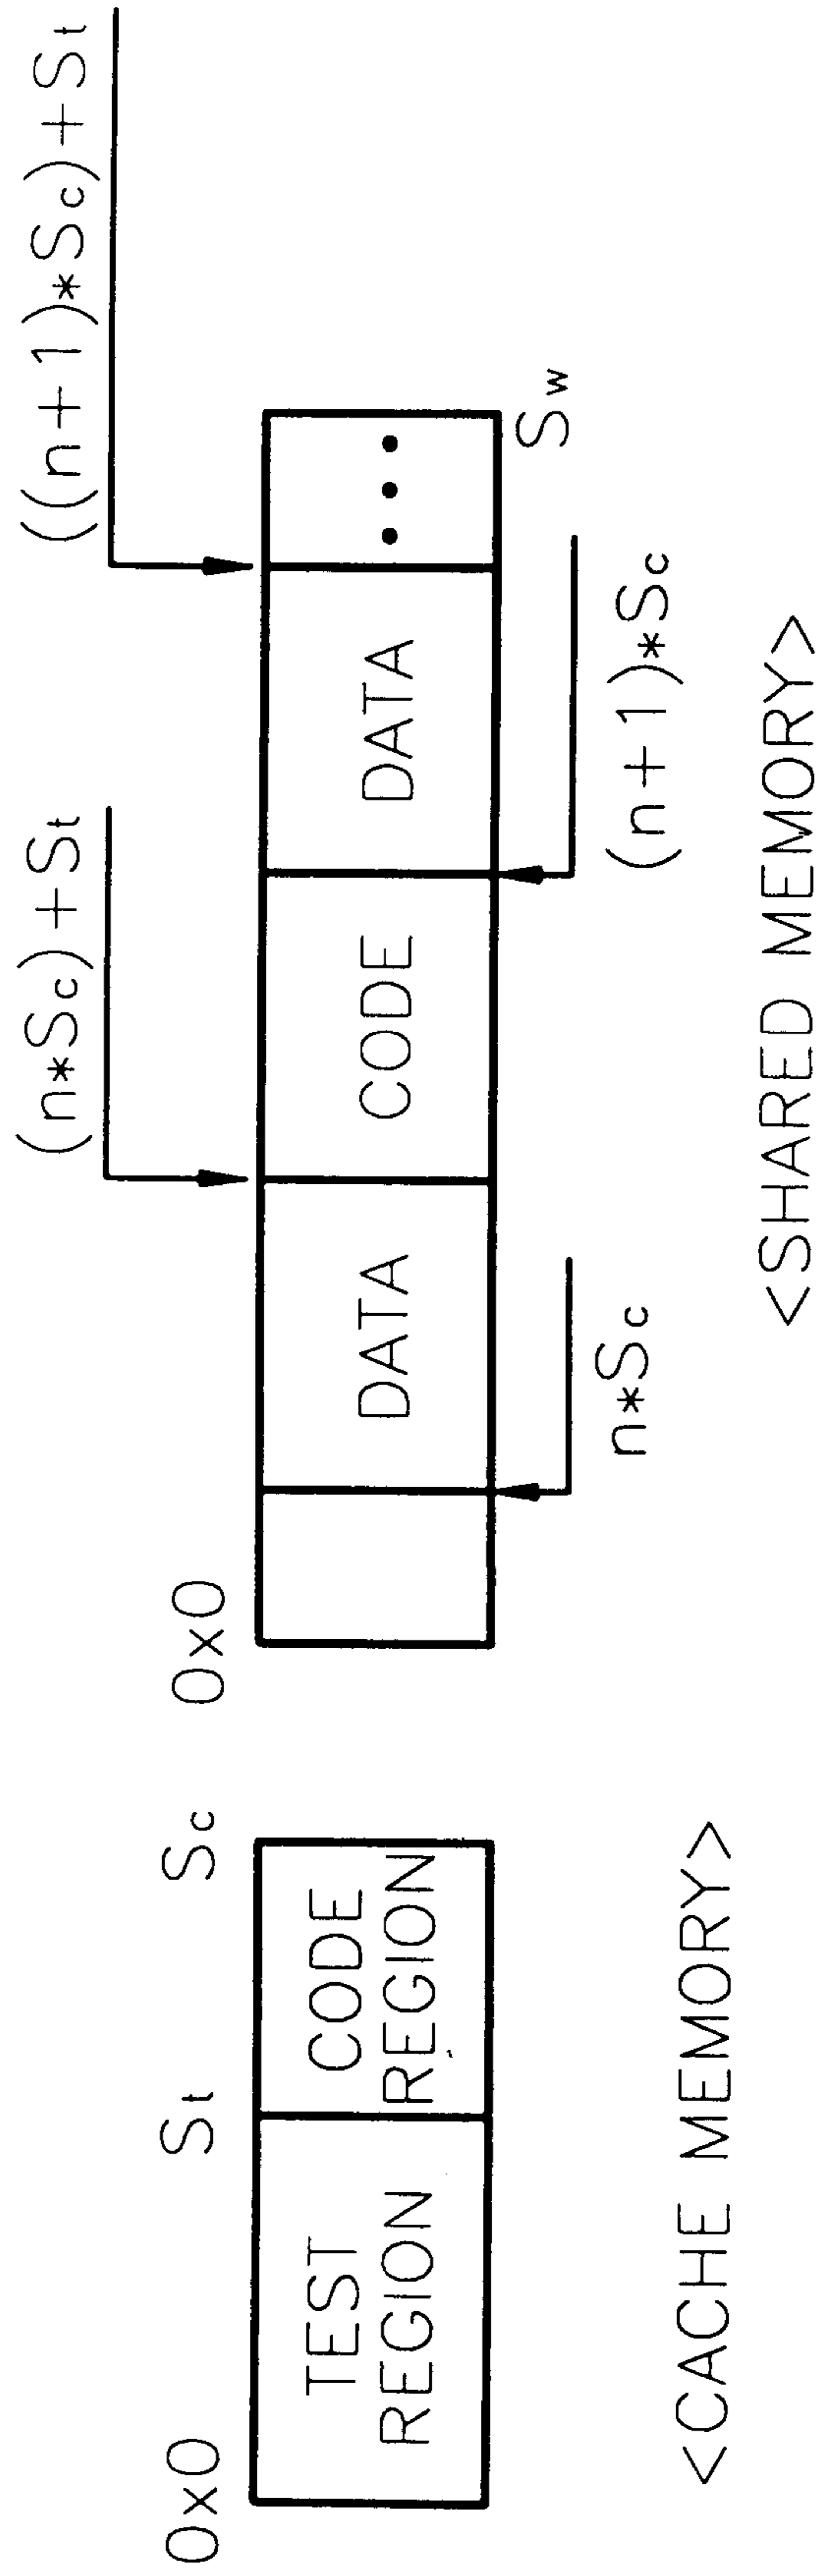 0x0
St
Sc
TEST
REGION
CODE
REGION
<CACHE MEMORY>
(n*Sc)+St
((n+1)*Sc)+St
0x0
DATA
CODE
DATA
Sw
n*Sc
(n+1)*Sc
<SHARED MEMORY>